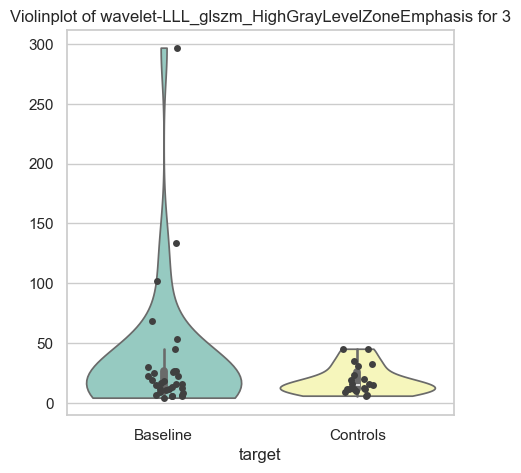 Violinplot of wavelet-LLL_glszm_HighGrayLevelZoneEmphasis for 3
300
250
200
150
100
50
0
Baseline
Controls
target